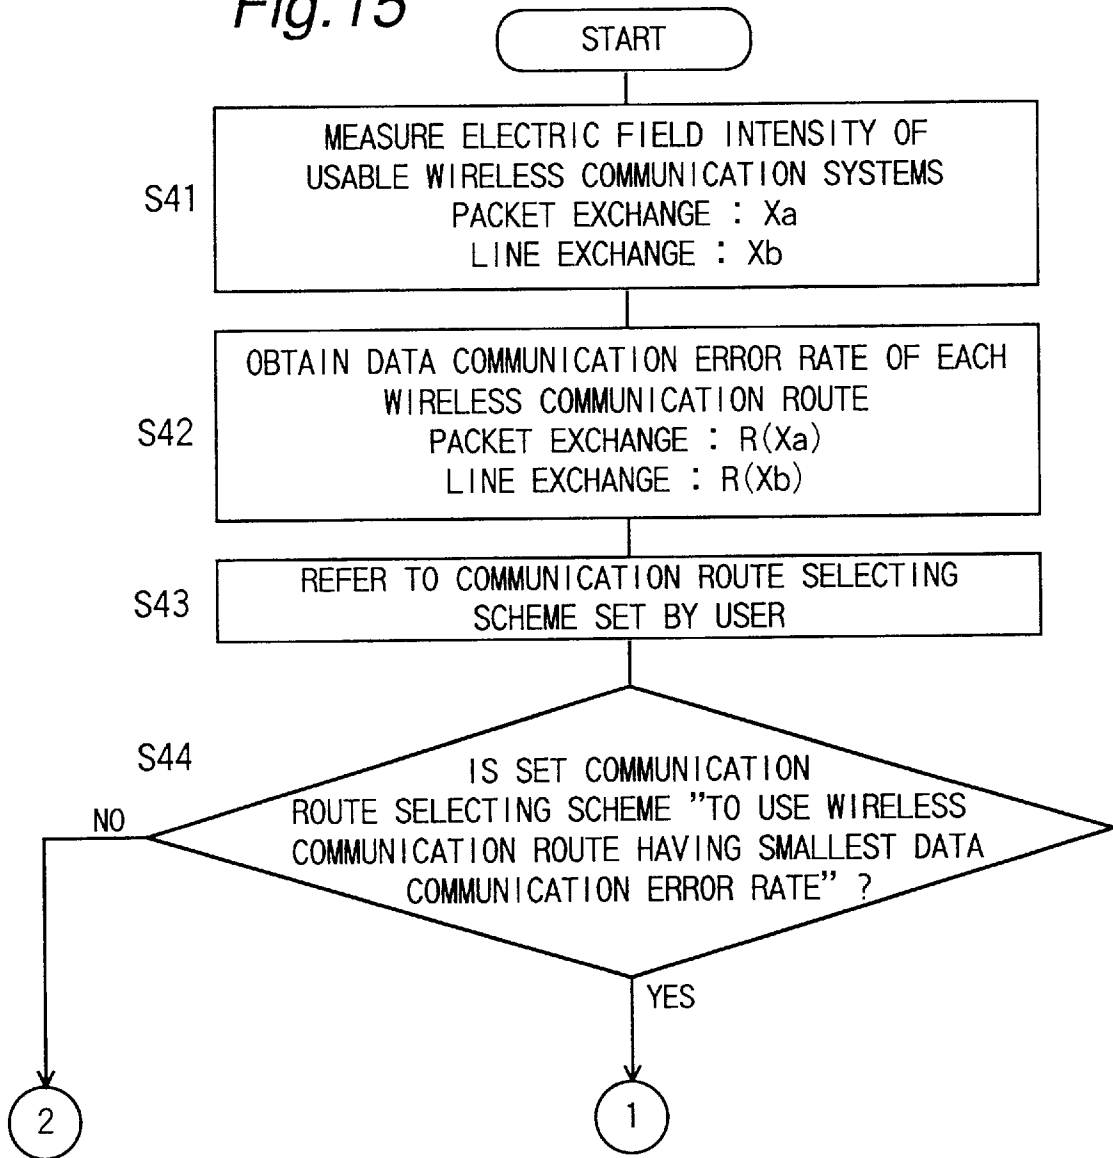 Fig. 15
START
S41
MEASURE ELECTRIC FIELD INTENSITY OF
USABLE WIRELESS COMMUNICATION SYSTEMS
PACKET EXCHANGE : Xa
LINE EXCHANGE : Xb
S42
OBTAIN DATA COMMUNICATION ERROR RATE OF EACH
WIRELESS COMMUNICATION ROUTE
PACKET EXCHANGE : R(Xa)
LINE EXCHANGE : R(Xb)
S43
REFER TO COMMUNICATION ROUTE SELECTING
SCHEME SET BY USER
S44
IS SET COMMUNICATION
ROUTE SELECTING SCHEME "TO USE WIRELESS
COMMUNICATION ROUTE HAVING SMALLEST DATA
COMMUNICATION ERROR RATE" ?
NO
YES
2
1